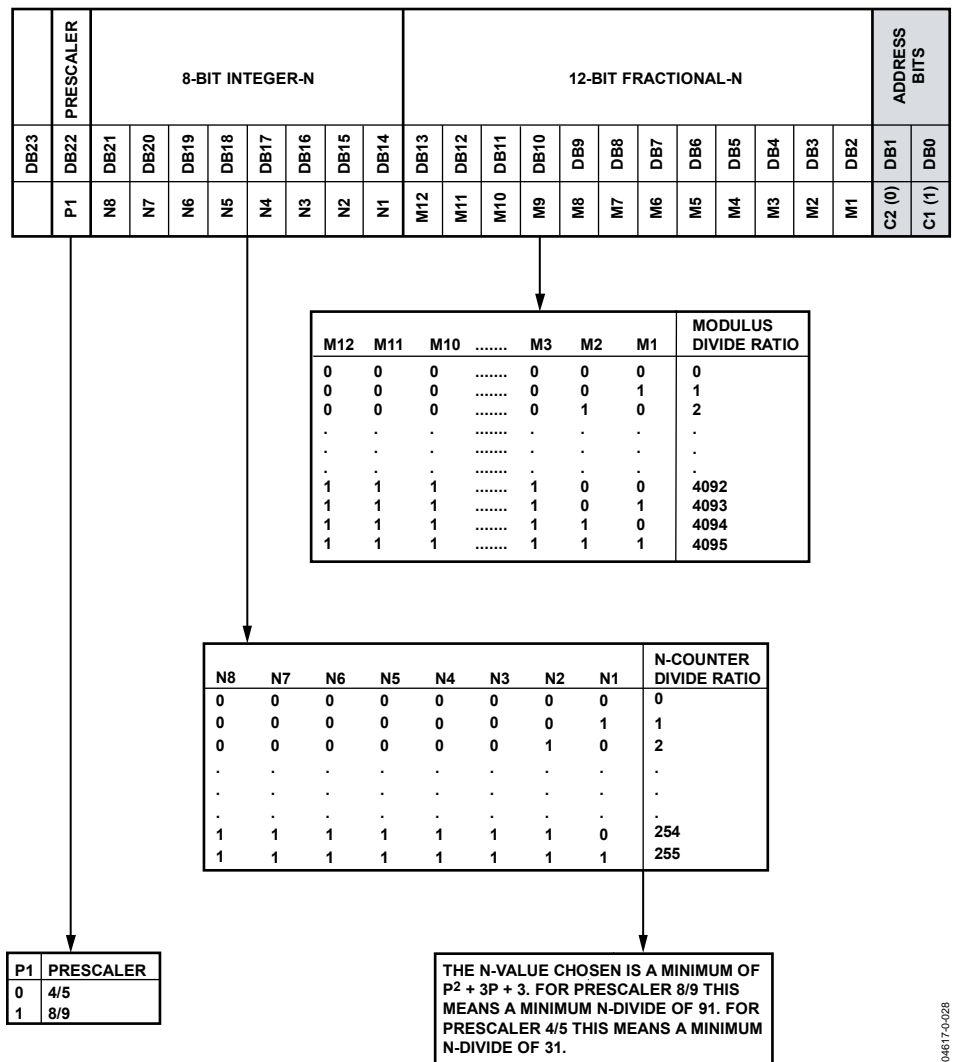 PRESCALER
8-BIT INTEGER-N
12-BIT FRACTIONAL-N
ADDRESS
BITS
DB23 DB22 DB21 DB20 DB19 DB18 DB17 DB16 DB15 DB14 DB13 DB12 DB11 DB10 DB9 DB8 DB7 DB6 DB5 DB4 DB3 DB2 DB1 DB0
P1 N8 N7 N6 N5 N4 N3 N2 N1 M12 M11 M10 M9 M8 M7 M6 M5 M4 M3 M2 M1 C2 (0) C1 (1)
MODULUS
M12 M11 M10 ....... M3 M2 M1 DIVIDE RATIO
0 0 0 ....... 0 0 0 0
0 0 0 ....... 0 0 1 1
0 0 0 ....... 0 1 0 2
. . . ....... . . . .
. . . ....... . . . .
. . . ....... . . . .
1 1 1 ....... 1 0 0 4092
1 1 1 ....... 1 0 1 4093
1 1 1 ....... 1 1 0 4094
1 1 1 ....... 1 1 1 4095
N-COUNTER
N8 N7 N6 N5 N4 N3 N2 N1 DIVIDE RATIO
0 0 0 0 0 0 0 0 0
0 0 0 0 0 0 0 1 1
0 0 0 0 0 0 1 0 2
. . . . . . . . .
. . . . . . . . .
. . . . . . . . .
1 1 1 1 1 1 1 0 254
1 1 1 1 1 1 1 1 255
P1 PRESCALER
0 4/5
1 8/9
THE N-VALUE CHOSEN IS A MINIMUM OF
P² + 3P + 3. FOR PRESCALER 8/9 THIS
MEANS A MINIMUM N-DIVIDE OF 91. FOR
PRESCALER 4/5 THIS MEANS A MINIMUM
N-DIVIDE OF 31.
04617-0-028